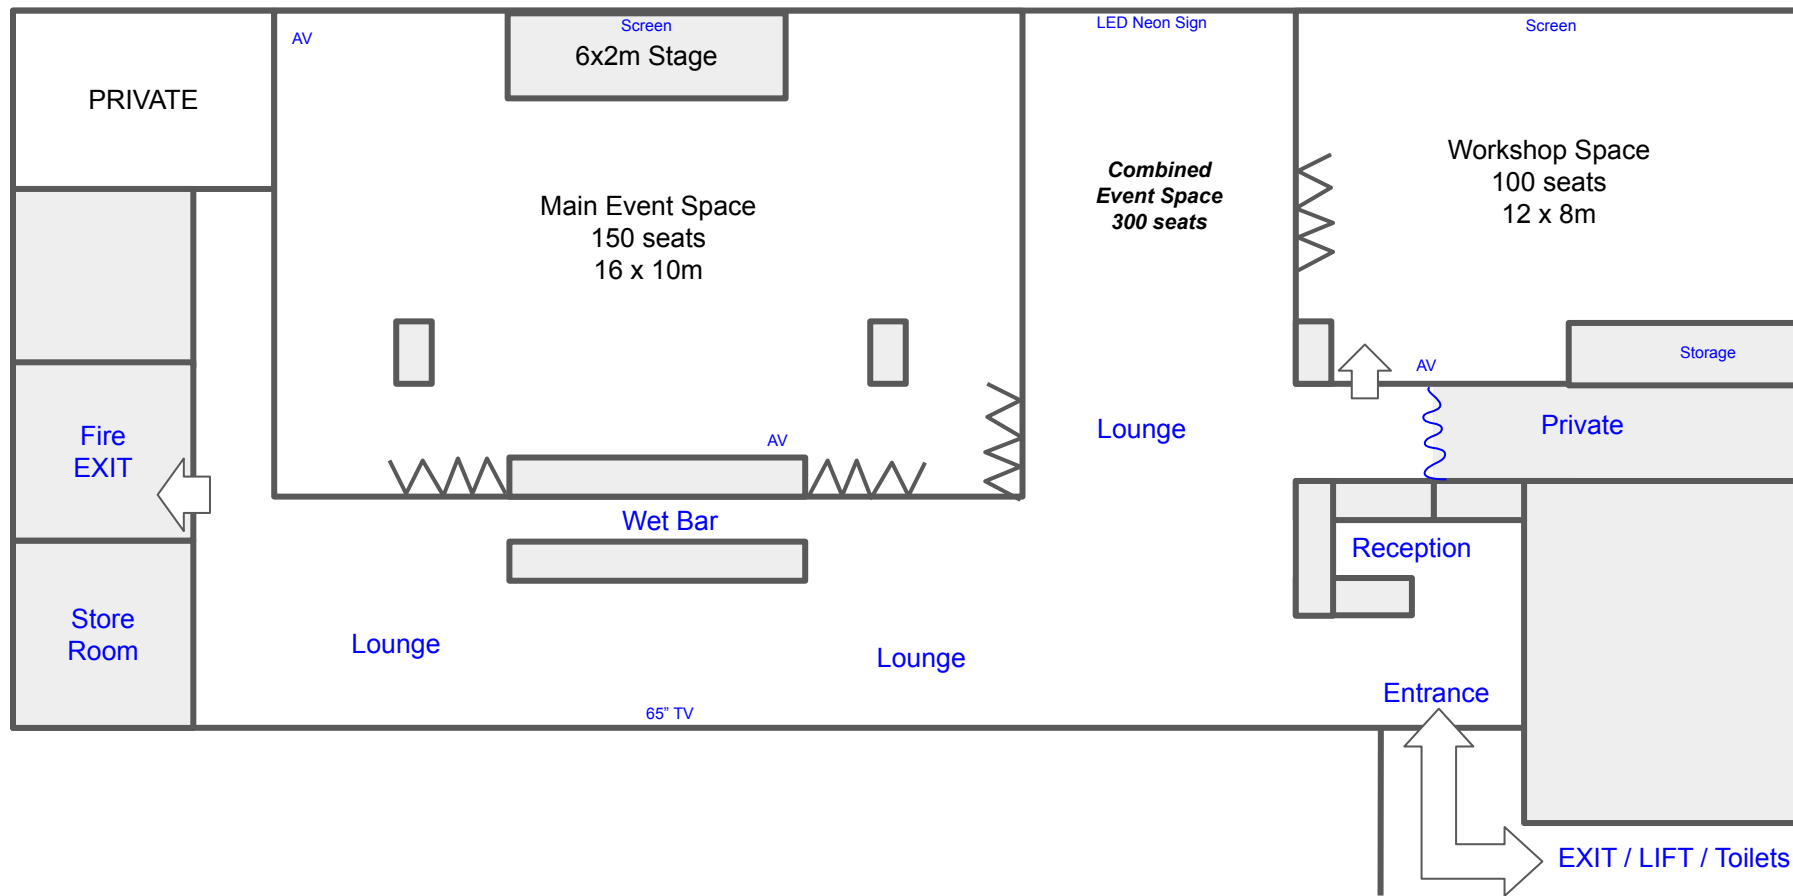 LED Neon Sign
Screen
Screen
AV
6x2m Stage
PRIVATE
Workshop Space
100 seats
12 x 8m
Combined
Event Space
300 seats
Main Event Space
150 seats
16 x 10m
Storage
AV
Lounge
Private
Fire
EXIT
AV
Wet Bar
Reception
Store
Room
Lounge
Lounge
Entrance
65” TV
EXIT / LIFT / Toilets